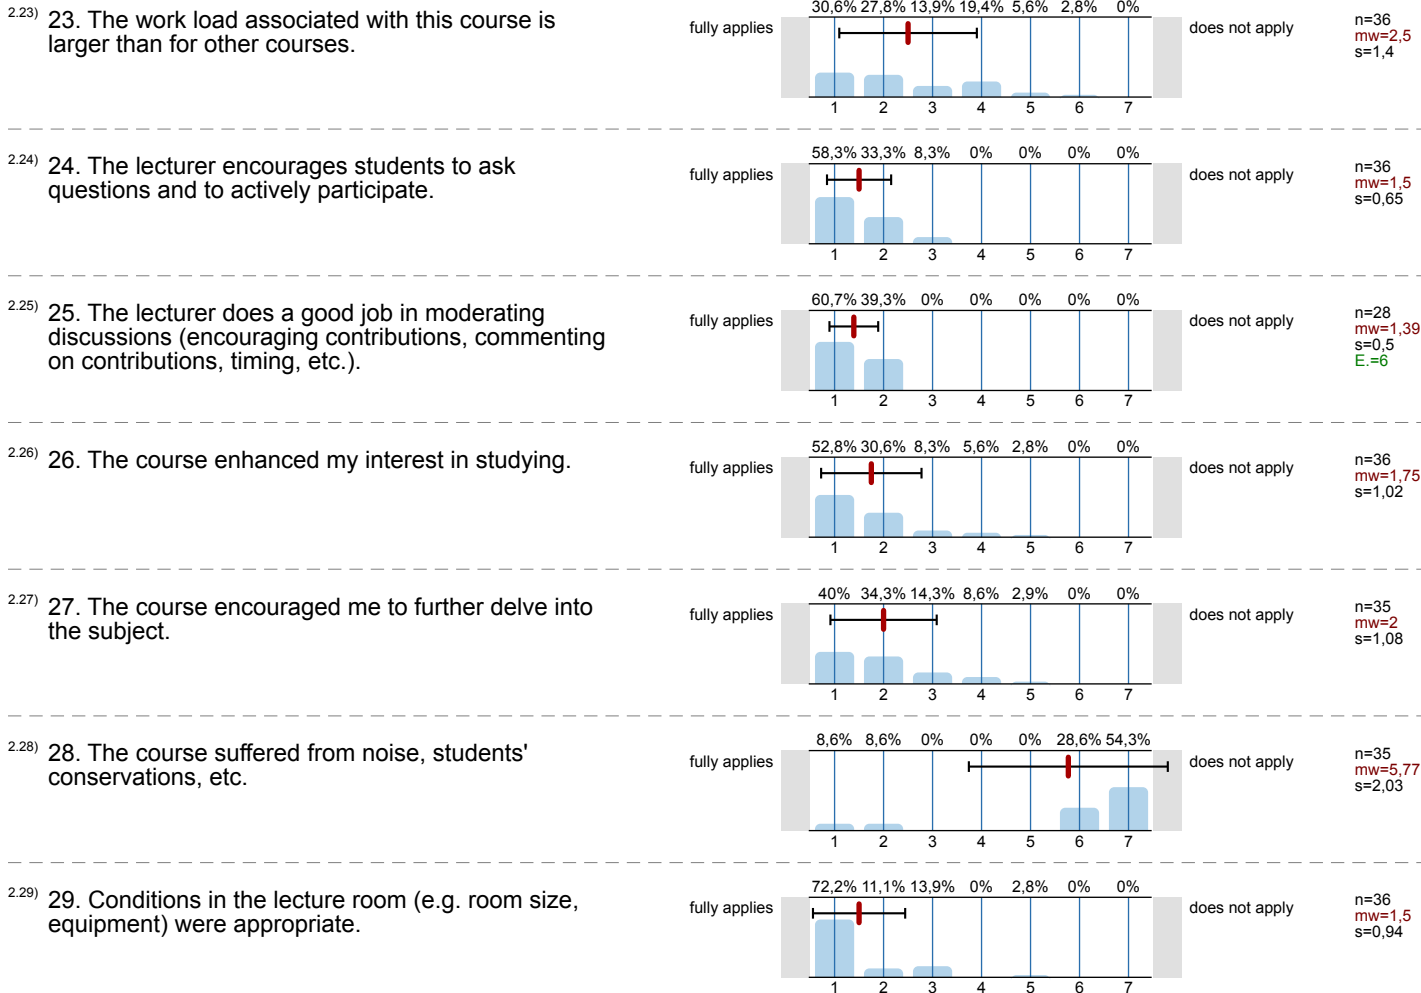 2.23) 23. The work load associated with this course is
larger than for other courses.
30,6% 27,8% 13,9% 19,4% 5,6% 2,8% 0%
fully applies
does not apply
n=36
mw=2,5
s=1,4
1 2 3 4 5 6 7
2.24) 24. The lecturer encourages students to ask
questions and to actively participate.
58,3% 33,3% 8,3% 0% 0% 0% 0%
fully applies
does not apply
n=36
mw=1,5
s=0,65
1 2 3 4 5 6 7
2.25) 25. The lecturer does a good job in moderating
discussions (encouraging contributions, commenting
on contributions, timing, etc.).
60,7% 39,3% 0% 0% 0% 0% 0%
fully applies
does not apply
n=28
mw=1,39
s=0,5
E.=6
1 2 3 4 5 6 7
2.26) 26. The course enhanced my interest in studying.
52,8% 30,6% 8,3% 5,6% 2,8% 0% 0%
fully applies
does not apply
n=36
mw=1,75
s=1,02
1 2 3 4 5 6 7
2.27) 27. The course encouraged me to further delve into
the subject.
40% 34,3% 14,3% 8,6% 2,9% 0% 0%
fully applies
does not apply
n=35
mw=2
s=1,08
1 2 3 4 5 6 7
2.28) 28. The course suffered from noise, students'
conservations, etc.
8,6% 8,6% 0% 0% 0% 28,6% 54,3%
fully applies
does not apply
n=35
mw=5,77
s=2,03
1 2 3 4 5 6 7
2.29) 29. Conditions in the lecture room (e.g. room size,
equipment) were appropriate.
72,2% 11,1% 13,9% 0% 2,8% 0% 0%
fully applies
does not apply
n=36
mw=1,5
s=0,94
1 2 3 4 5 6 7